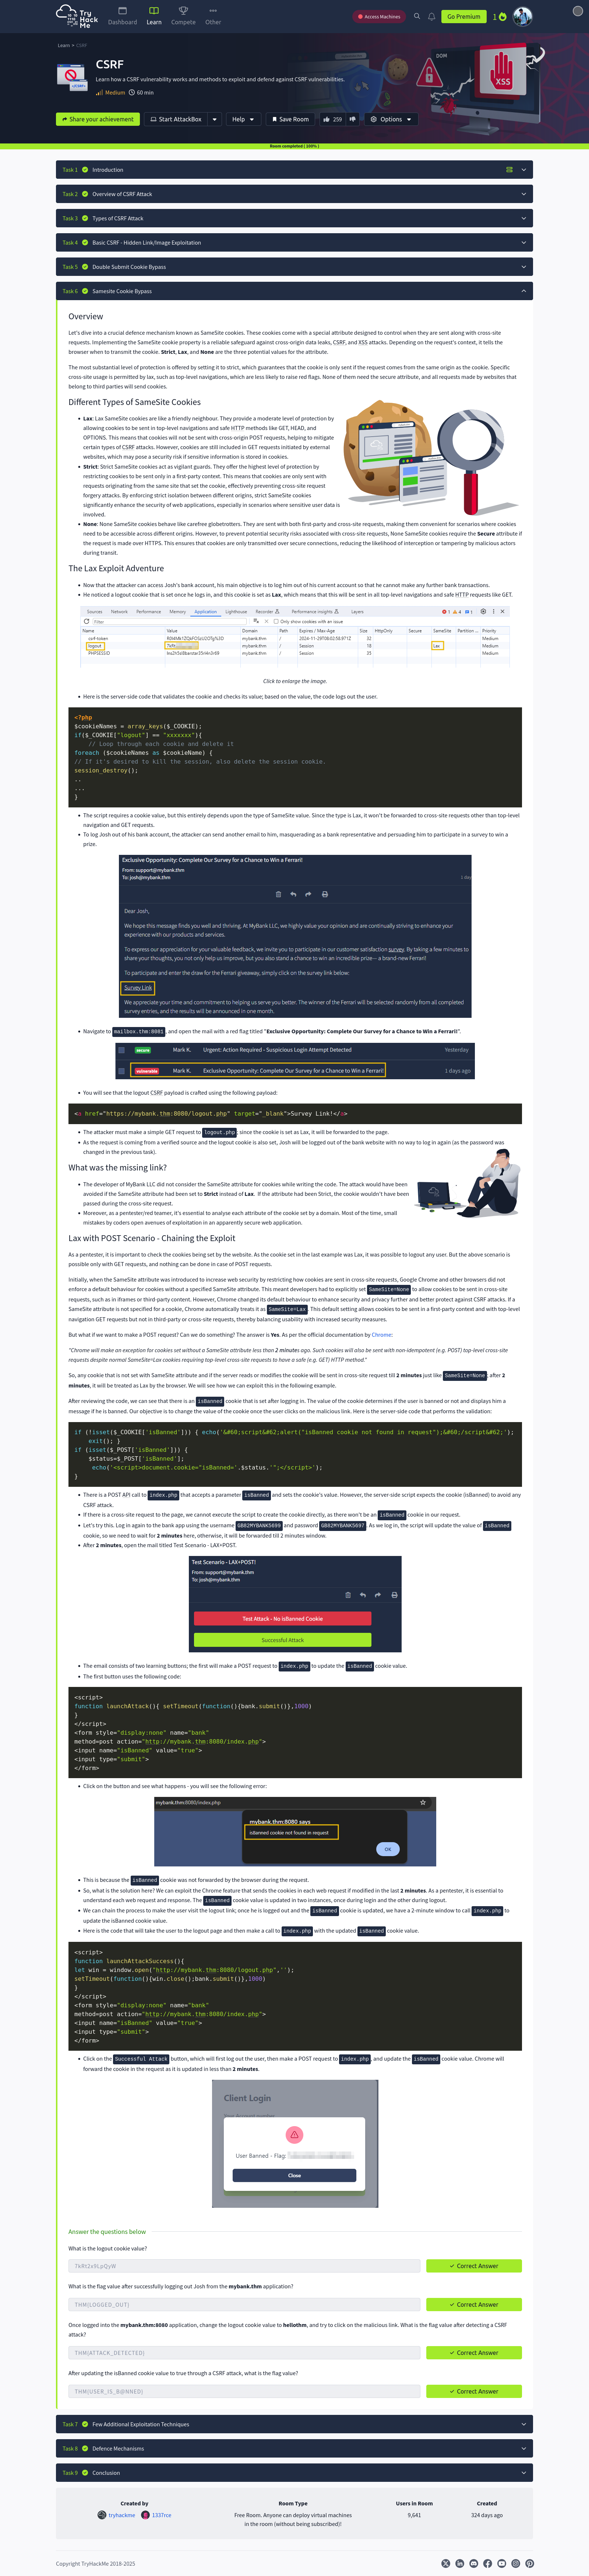 Try
Hack
Me
Dashboard
Learn
Compete
Other
Access Machines
Go Premium
1
Learn > CSRF
CSRF
Learn how a CSRF vulnerability works and methods to exploit and defend against CSRF vulnerabilities.
Medium 60 min
DOM
XSS
Share your achievement
Start AttackBox
Help
Save Room
259
Options
Room completed ( 100% )
Task 1 Introduction
Task 2 Overview of CSRF Attack
Task 3 Types of CSRF Attack
Task 4 Basic CSRF - Hidden Link/Image Exploitation
Task 5 Double Submit Cookie Bypass
Task 6 Samesite Cookie Bypass
Overview
Let's dive into a crucial defence mechanism known as SameSite cookies. These cookies come with a special attribute designed to control when they are sent along with cross-site
requests. Implementing the SameSite cookie property is a reliable safeguard against cross-origin data leaks, CSRF, and XSS attacks. Depending on the request's context, it tells the
browser when to transmit the cookie. Strict, Lax, and None are the three potential values for the attribute.
The most substantial level of protection is offered by setting it to strict, which guarantees that the cookie is only sent if the request comes from the same origin as the cookie. Specific
cross-site usage is permitted by lax, such as top-level navigations, which are less likely to raise red flags. None of them need the secure attribute, and all requests made by websites that
belong to third parties will send cookies.
Different Types of SameSite Cookies
• Lax: Lax SameSite cookies are like a friendly neighbour. They provide a moderate level of protection by
allowing cookies to be sent in top-level navigations and safe HTTP methods like GET, HEAD, and
OPTIONS. This means that cookies will not be sent with cross-origin POST requests, helping to mitigate
certain types of CSRF attacks. However, cookies are still included in GET requests initiated by external
websites, which may pose a security risk if sensitive information is stored in cookies.
• Strict: Strict SameSite cookies act as vigilant guards. They offer the highest level of protection by
restricting cookies to be sent only in a first-party context. This means that cookies are only sent with
requests originating from the same site that set the cookie, effectively preventing cross-site request
forgery attacks. By enforcing strict isolation between different origins, strict SameSite cookies
significantly enhance the security of web applications, especially in scenarios where sensitive user data is
involved.
• None: None SameSite cookies behave like carefree globetrotters. They are sent with both first-party and cross-site requests, making them convenient for scenarios where cookies
need to be accessible across different origins. However, to prevent potential security risks associated with cross-site requests, None SameSite cookies require the Secure attribute if
the request is made over HTTPS. This ensures that cookies are only transmitted over secure connections, reducing the likelihood of interception or tampering by malicious actors
during transit.
The Lax Exploit Adventure
• Now that the attacker can access Josh's bank account, his main objective is to log him out of his current account so that he cannot make any further bank transactions.
• He noticed a logout cookie that is set once he logs in, and this cookie is set as Lax, which means that this will be sent in all top-level navigations and safe HTTP requests like GET.
Sources Network Performance Memory Application Lighthouse Recorder Performance insights Layers
Filter Only show cookies with an issue
Name Value Domain Path Expires / Max-Age Size HttpOnly Secure SameSite Partition ... Priority
csrf-token mybank.thm / Medium
logout mybank.thm / Session 18 Lax Medium
PHPSESSID mybank.thm / Session 35 Medium
Click to enlarge the image.
• Here is the server-side code that validates the cookie and checks its value; based on the value, the code logs out the user.
<?php
$cookieNames = array_keys($_COOKIE);
if($_COOKIE["logout"] == "xxxxxxx"){
// Loop through each cookie and delete it
foreach ($cookieNames as $cookieName) {
// If it's desired to kill the session, also delete the session cookie.
session_destroy();
..
...
}
• The script requires a cookie value, but this entirely depends upon the type of SameSite value. Since the type is Lax, it won't be forwarded to cross-site requests other than top-level
navigation and GET requests.
• To log Josh out of his bank account, the attacker can send another email to him, masquerading as a bank representative and persuading him to participate in a survey to win a
prize.
Exclusive Opportunity: Complete Our Survey for a Chance to Win a Ferrari!
From: support@mybank.thm
To: josh@mybank.thm
Dear Josh,
We hope this message finds you well and thriving. At MyBank LLC, we highly value your opinion and are continually striving to enhance your
experience with our products and services.
To express our appreciation for your valuable feedback, we invite you to participate in our customer satisfaction survey. By taking a few minutes to
share your thoughts, you not only help us improve, but you also stand a chance to win an incredible prize— a brand-new Ferrari!
To participate and enter the draw for the Ferrari giveaway, simply click on the survey link below:
Survey Link
We appreciate your time and commitment to helping us serve you better. The winner of the Ferrari will be selected randomly from all completed
survey entries, and the results will be announced in one month.
• Navigate to mailbox.thm:8081, and open the mail with a red flag titled "Exclusive Opportunity: Complete Our Survey for a Chance to Win a Ferrari!".
secure Mark K. Urgent: Action Required - Suspicious Login Attempt Detected Yesterday
vulnerable Mark K. Exclusive Opportunity: Complete Our Survey for a Chance to Win a Ferrari! 1 days ago
• You will see that the logout CSRF payload is crafted using the following payload:
<a href="https://mybank.thm:8080/logout.php" target="_blank">Survey Link!</a>
• The attacker must make a simple GET request to logout.php since the cookie is set as Lax, it will be forwarded to the page.
• As the request is coming from a verified source and the logout cookie is also set, Josh will be logged out of the bank website with no way to log in again (as the password was
changed in the previous task).
What was the missing link?
• The developer of MyBank LLC did not consider the SameSite attribute for cookies while writing the code. The attack would have been
avoided if the SameSite attribute had been set to Strict instead of Lax. If the attribute had been Strict, the cookie wouldn't have been
passed during the cross-site request.
• Moreover, as a pentester/red teamer, it's essential to analyse each attribute of the cookie set by a domain. Most of the time, small
mistakes by coders open avenues of exploitation in an apparently secure web application.
Lax with POST Scenario - Chaining the Exploit
As a pentester, it is important to check the cookies being set by the website. As the cookie set in the last example was Lax, it was possible to logout any user. But the above scenario is
possible only with GET requests, and nothing can be done in case of POST requests.
Initially, when the SameSite attribute was introduced to increase web security by restricting how cookies are sent in cross-site requests, Google Chrome and other browsers did not
enforce a default behaviour for cookies without a specified SameSite attribute. This meant developers had to explicitly set SameSite=None to allow cookies to be sent in cross-site
requests, such as in iframes or third-party content. However, Chrome changed its default behaviour to enhance security and privacy further and better protect against CSRF attacks. If a
SameSite attribute is not specified for a cookie, Chrome automatically treats it as SameSite=Lax. This default setting allows cookies to be sent in a first-party context and with top-level
navigation GET requests but not in third-party or cross-site requests, thereby balancing usability with increased security measures.
But what if we want to make a POST request? Can we do something? The answer is Yes. As per the official documentation by Chrome:
"Chrome will make an exception for cookies set without a SameSite attribute less than 2 minutes ago. Such cookies will also be sent with non-idempotent (e.g. POST) top-level cross-site
requests despite normal SameSite=Lax cookies requiring top-level cross-site requests to have a safe (e.g. GET) HTTP method."
So, any cookie that is not set with SameSite attribute and if the server reads or modifies the cookie will be sent in cross-site request till 2 minutes just like SameSite=None; after 2
minutes, it will be treated as Lax by the browser. We will see how we can exploit this in the following example.
After reviewing the code, we can see that there is an isBanned cookie that is set after logging in. The value of the cookie determines if the user is banned or not and displays him a
message if he is banned. Our objective is to change the value of the cookie once the user clicks on the malicious link. Here is the server-side code that performs the validation:
if (!isset($_COOKIE['isBanned'])) { echo('&#60;script&#62;alert("isBanned cookie not found in request");&#60;/script&#62;');
exit(); }
if (isset($_POST['isBanned'])) {
$status=$_POST['isBanned'];
echo('<script>document.cookie="isBanned='.$status.'";</script>');
}
• There is a POST API call to index.php that accepts a parameter isBanned and sets the cookie's value. However, the server-side script expects the cookie (isBanned) to avoid any
CSRF attack.
• If there is a cross-site request to the page, we cannot execute the script to create the cookie directly, as there won't be an isBanned cookie in our request.
• Let's try this. Log in again to the bank app using the username GB82MYBANK5699 and password GB82MYBANK5697. As we log in, the script will update the value of isBanned
cookie, so we need to wait for 2 minutes here, otherwise, it will be treated within 2 minutes window.
• After 2 minutes, open the mail titled Test Scenario - LAX+POST.
Test Scenario - LAX+POST!
From: support@mybank.thm
To: josh@mybank.thm
Test Attack - No isBanned Cookie
Successful Attack
• The email consists of two learning buttons; the first will make a POST request to index.php to update the isBanned cookie value.
• The first button uses the following code:
<script>
function launchAttack(){ setTimeout(function(){bank.submit()},1000)
}
</script>
<form style="display:none" name="bank"
method=post action="http://mybank.thm:8080/index.php">
<input name="isBanned" value="true">
<input type="submit">
</form>
• Click on the button and see what happens - you will see the following error:
mybank.thm:8080/index.php
mybank.thm:8080 says
isBanned cookie not found in request
OK
• This is because the isBanned cookie was not forwarded by the browser during the request.
• So, what is the solution here? We can exploit the Chrome feature that sends the cookies in each web request if modified in the last 2 minutes. As a pentester, it is essential to
understand each web request and response. The isBanned cookie value is updated in two instances, once during login and the other during logout.
• We can chain the process to make the user visit the logout link; once he is logged out and the isBanned cookie is updated, we have a 2-minute window to call index.php to
update the isBanned cookie value.
• Here is the code that will take the user to the logout page and then make a call to index.php with the updated isBanned cookie value.
<script>
function launchAttackSuccess(){
let win = window.open("http://mybank.thm:8080/logout.php",'');
setTimeout(function(){win.close();bank.submit()},1000)
}
</script>
<form style="display:none" name="bank"
method=post action="http://mybank.thm:8080/index.php">
<input name="isBanned" value="true">
<input type="submit">
</form>
• Click on the Successful Attack button, which will first log out the user, then make a POST request to index.php, and update the isBanned cookie value. Chrome will
forward the cookie in the request as it is updated in less than 2 minutes.
Client Login
User Banned - Flag:
Close
Answer the questions below
What is the logout cookie value?
7kRt2x9LpQyW
Correct Answer
What is the flag value after successfully logging out Josh from the mybank.thm application?
THM{LOGGED_OUT}
Correct Answer
Once logged into the mybank.thm:8080 application, change the logout cookie value to hellothm, and try to click on the malicious link. What is the flag value after detecting a CSRF
attack?
THM{ATTACK_DETECTED}
Correct Answer
After updating the isBanned cookie value to true through a CSRF attack, what is the flag value?
THM{USER_IS_B@NNED}
Correct Answer
Task 7 Few Additional Exploitation Techniques
Task 8 Defence Mechanisms
Task 9 Conclusion
Created by
tryhackme 1337rce
Room Type
Free Room. Anyone can deploy virtual machines
in the room (without being subscribed)!
Users in Room
9,641
Created
324 days ago
Copyright TryHackMe 2018-2025